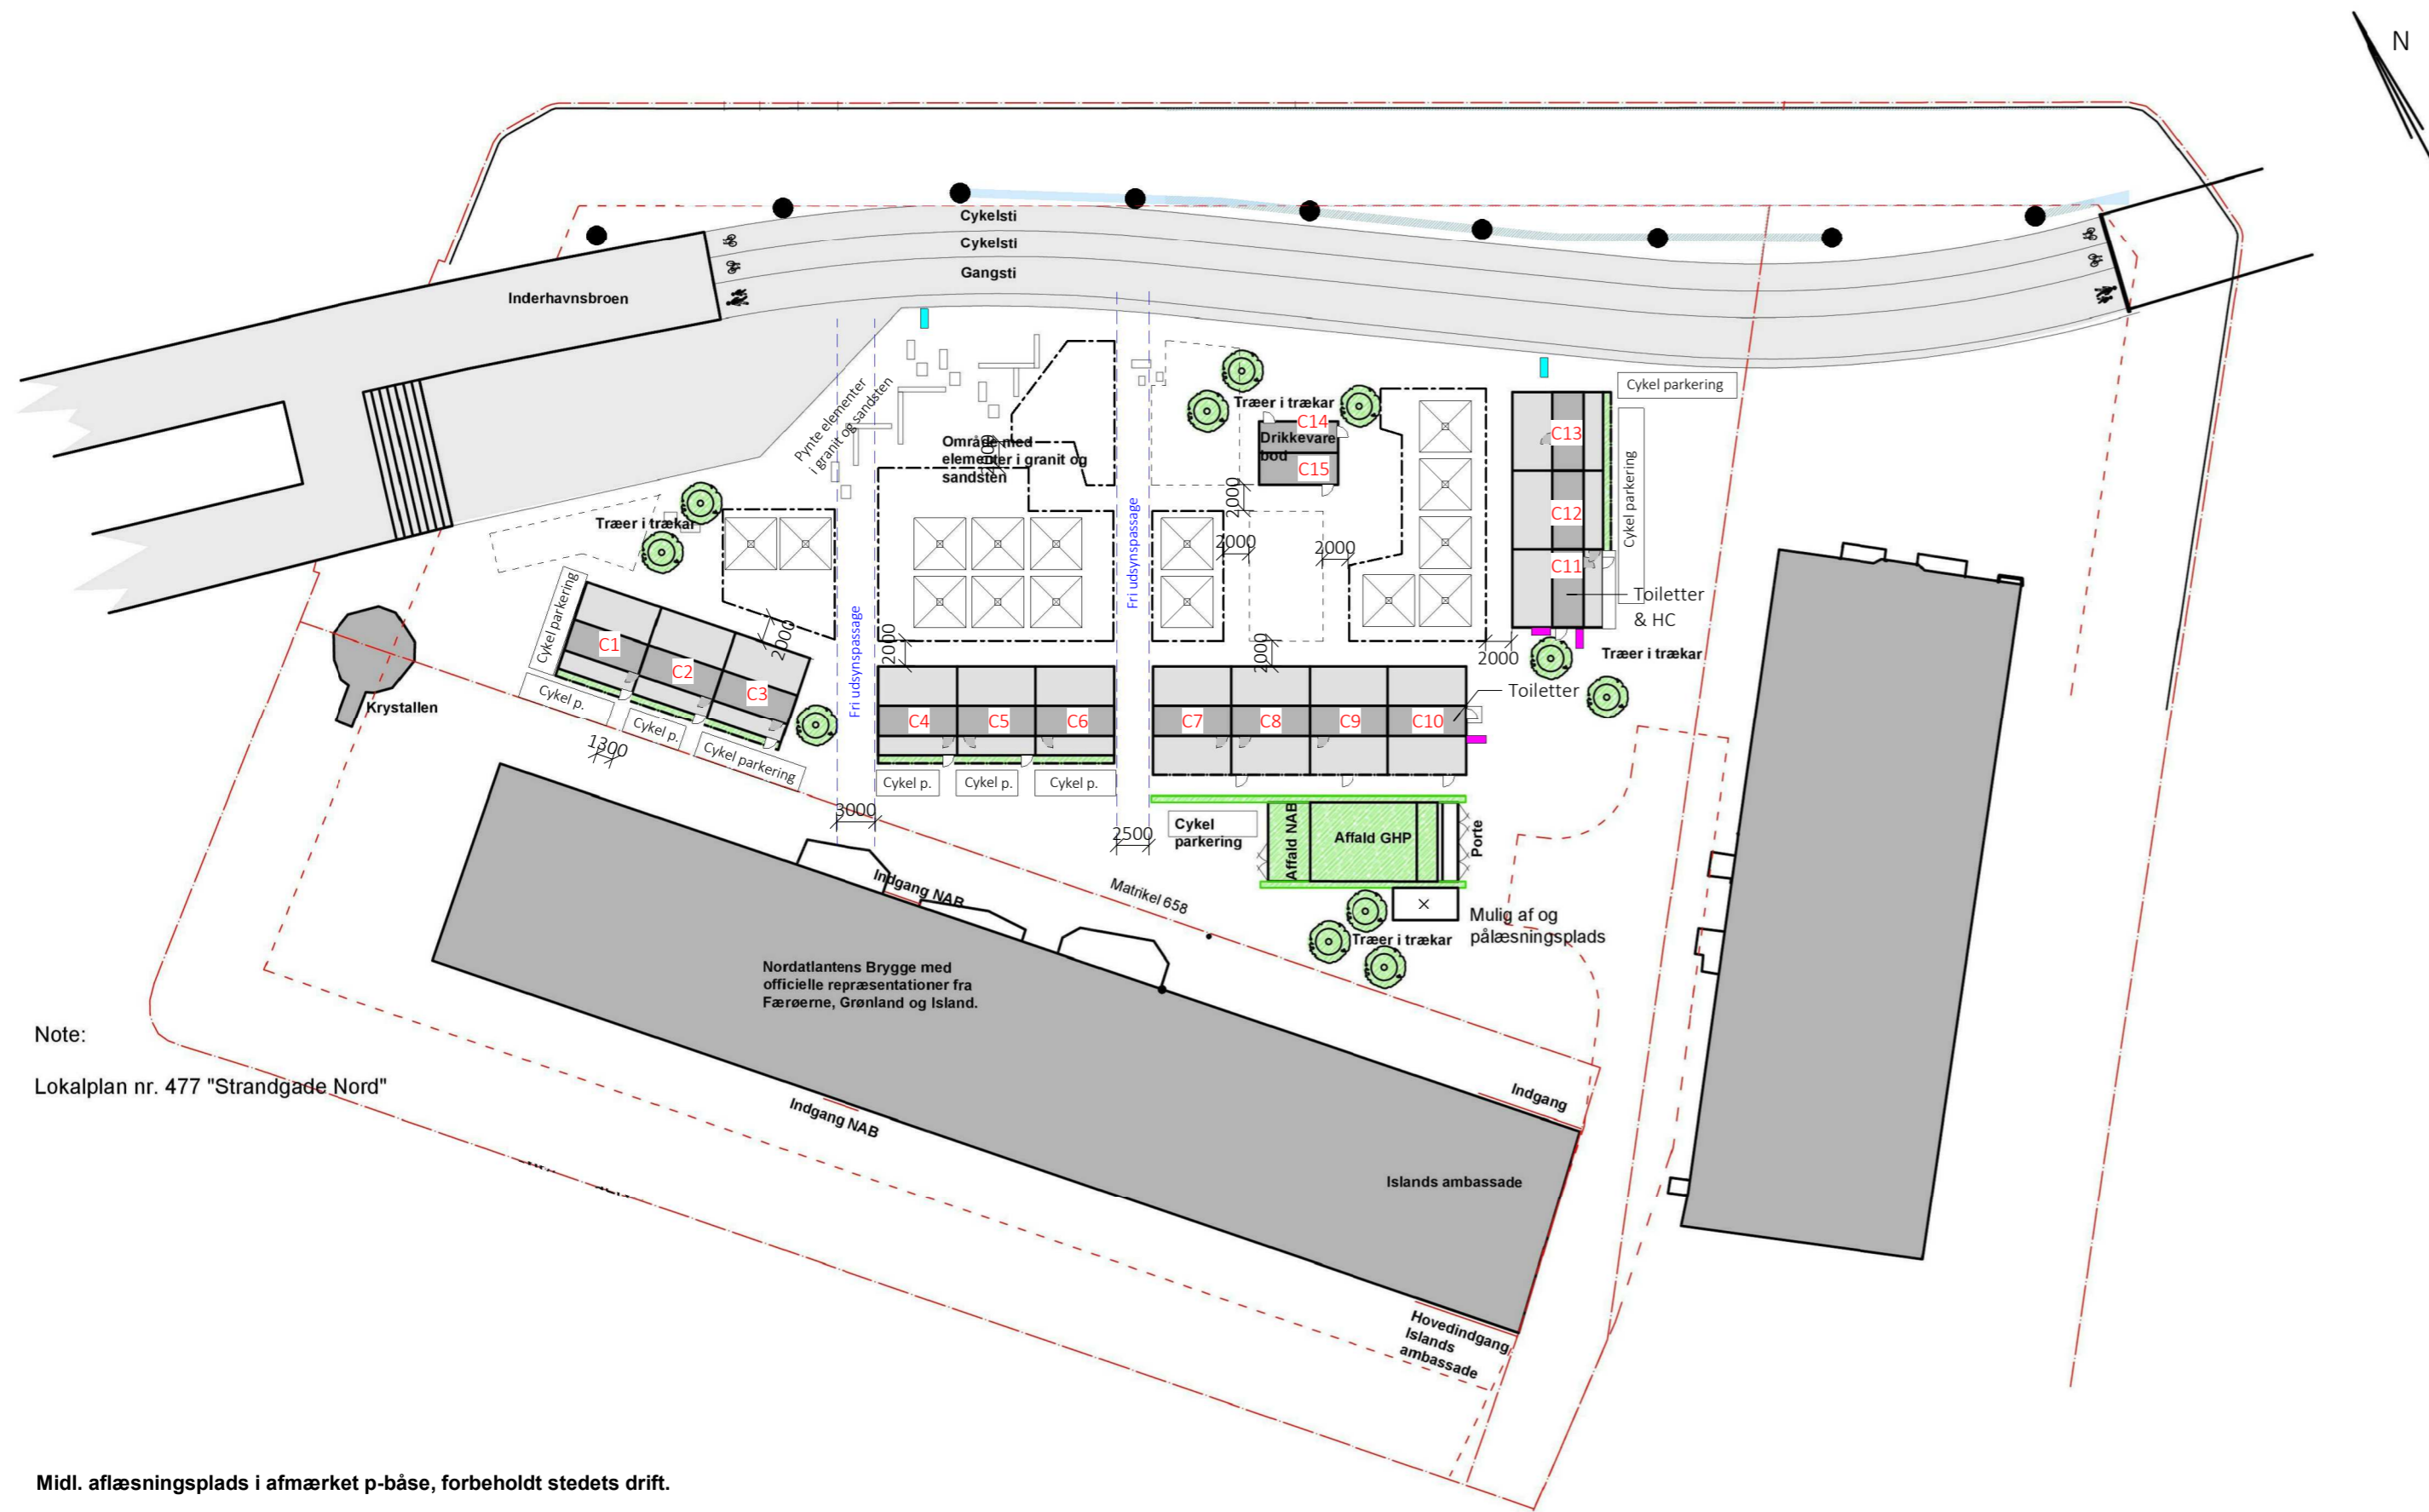 N
Cykelsti
Cykelsti
Gangsti
Inderhavnsbroen
Cykel parkering
Pynte elementer
i granit og sandsten
Træer i trækar
C14
Drikkevare
bod
C15
Område med
elementer i granit og
sandsten
C13
Cykel parkering
C12
C11
Fri udsynspassage
2000
2000
2000
Træer i trækar
Toiletter
& HC
Cykel parkering
C1
C2
C3
2000
Fri udsynspassage
2000
2000
2000
Træer i trækar
Toiletter
Krystallen
Cykel p.
Cykel p.
Cykel parkering
1300
C4
C5
C6
C7
C8
C9
C10
Cykel p.
Cykel p.
Cykel p.
3000
2500
Cykel
parkering
Affald NAB
Affald GHP
Porte
Indgang NAB
Matrikel 658
Mulig af og
pålæsningsplads
Træer i trækar
Nordatlantens Brygge med
officielle repræsentationer fra
Færøerne, Grønland og Island.
Note:
Lokalplan nr. 477 "Strandgade Nord"
Indgang NAB
Indgang
Islands ambassade
Hovedindgang
Islands
ambassade
Midl. aflæsningsplads i afmærket p-båse, forbeholdt stedets drift.